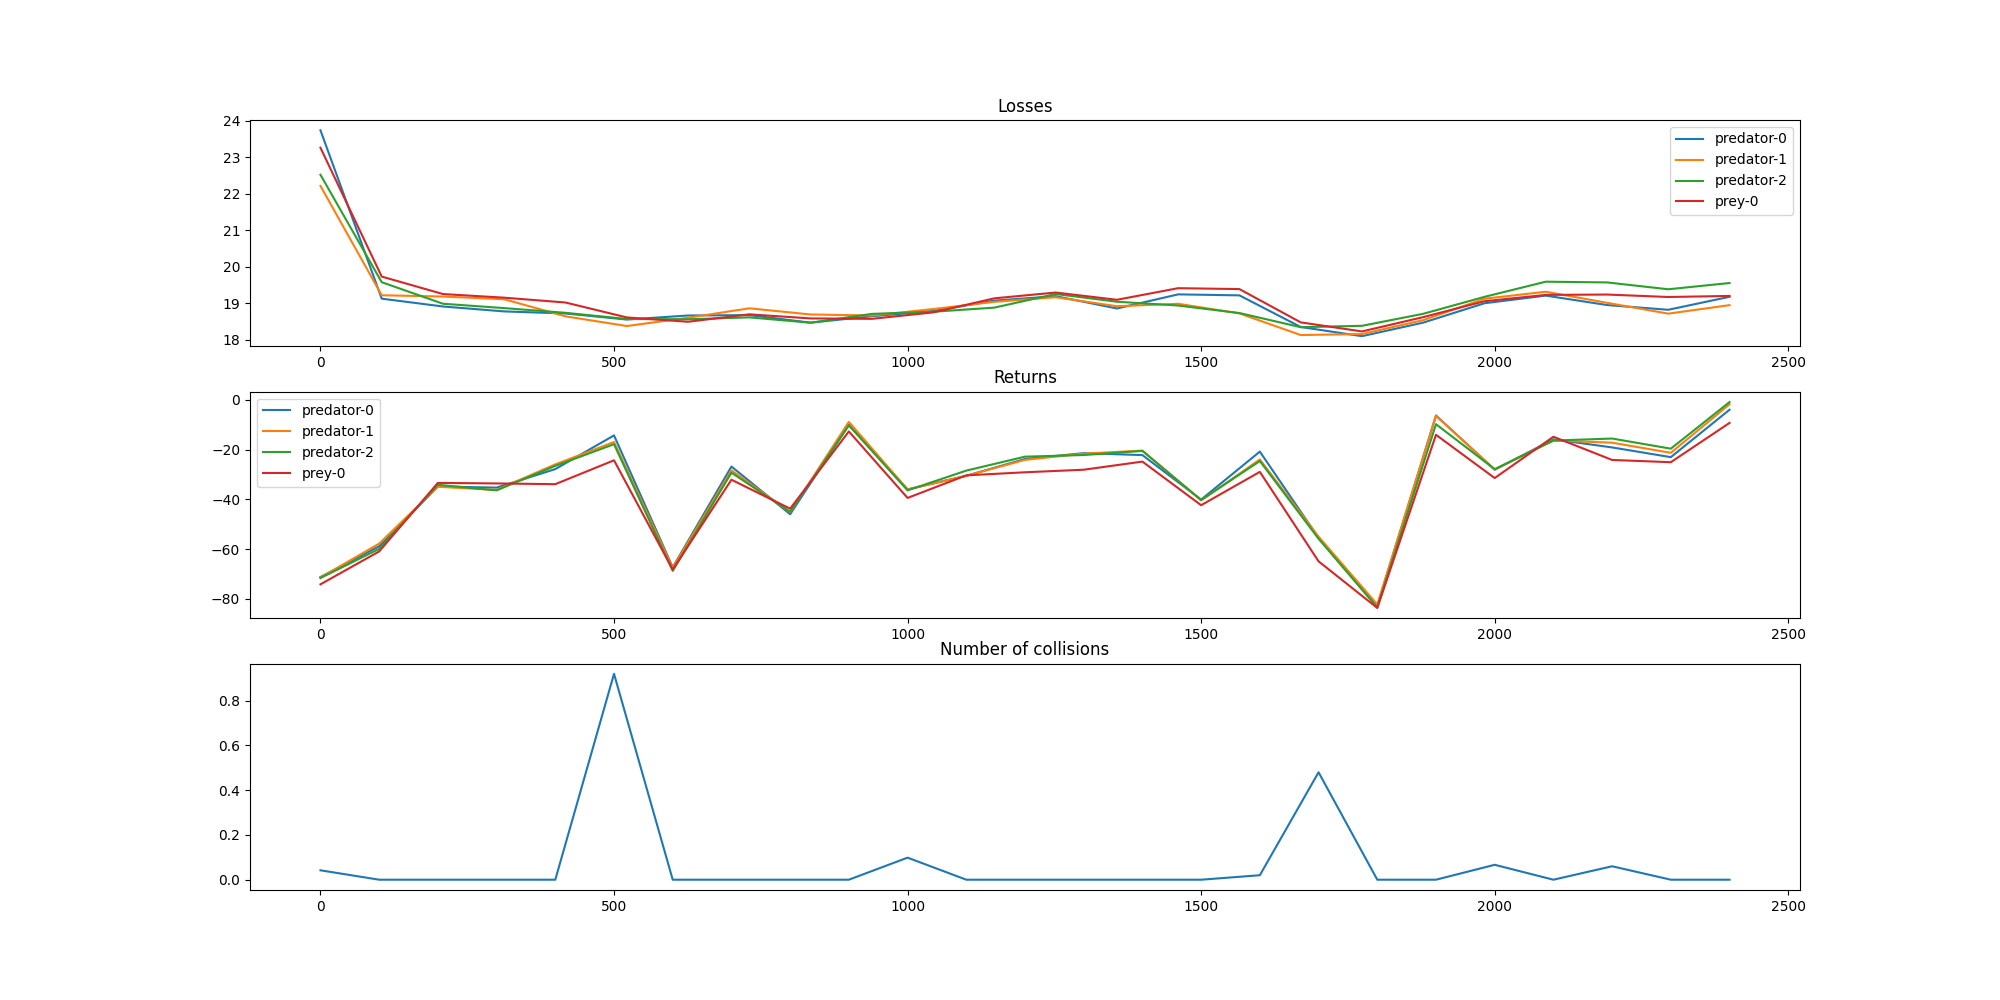 Losses
24
23
22
21
20
19
18
predator-0
predator-1
predator-2
prey-0
0 500 1000 1500 2000 2500
Returns
0
−20
−40
−60
−80
predator-0
predator-1
predator-2
prey-0
0 500 1000 1500 2000 2500
Number of collisions
0.8
0.6
0.4
0.2
0.0
0 500 1000 1500 2000 2500